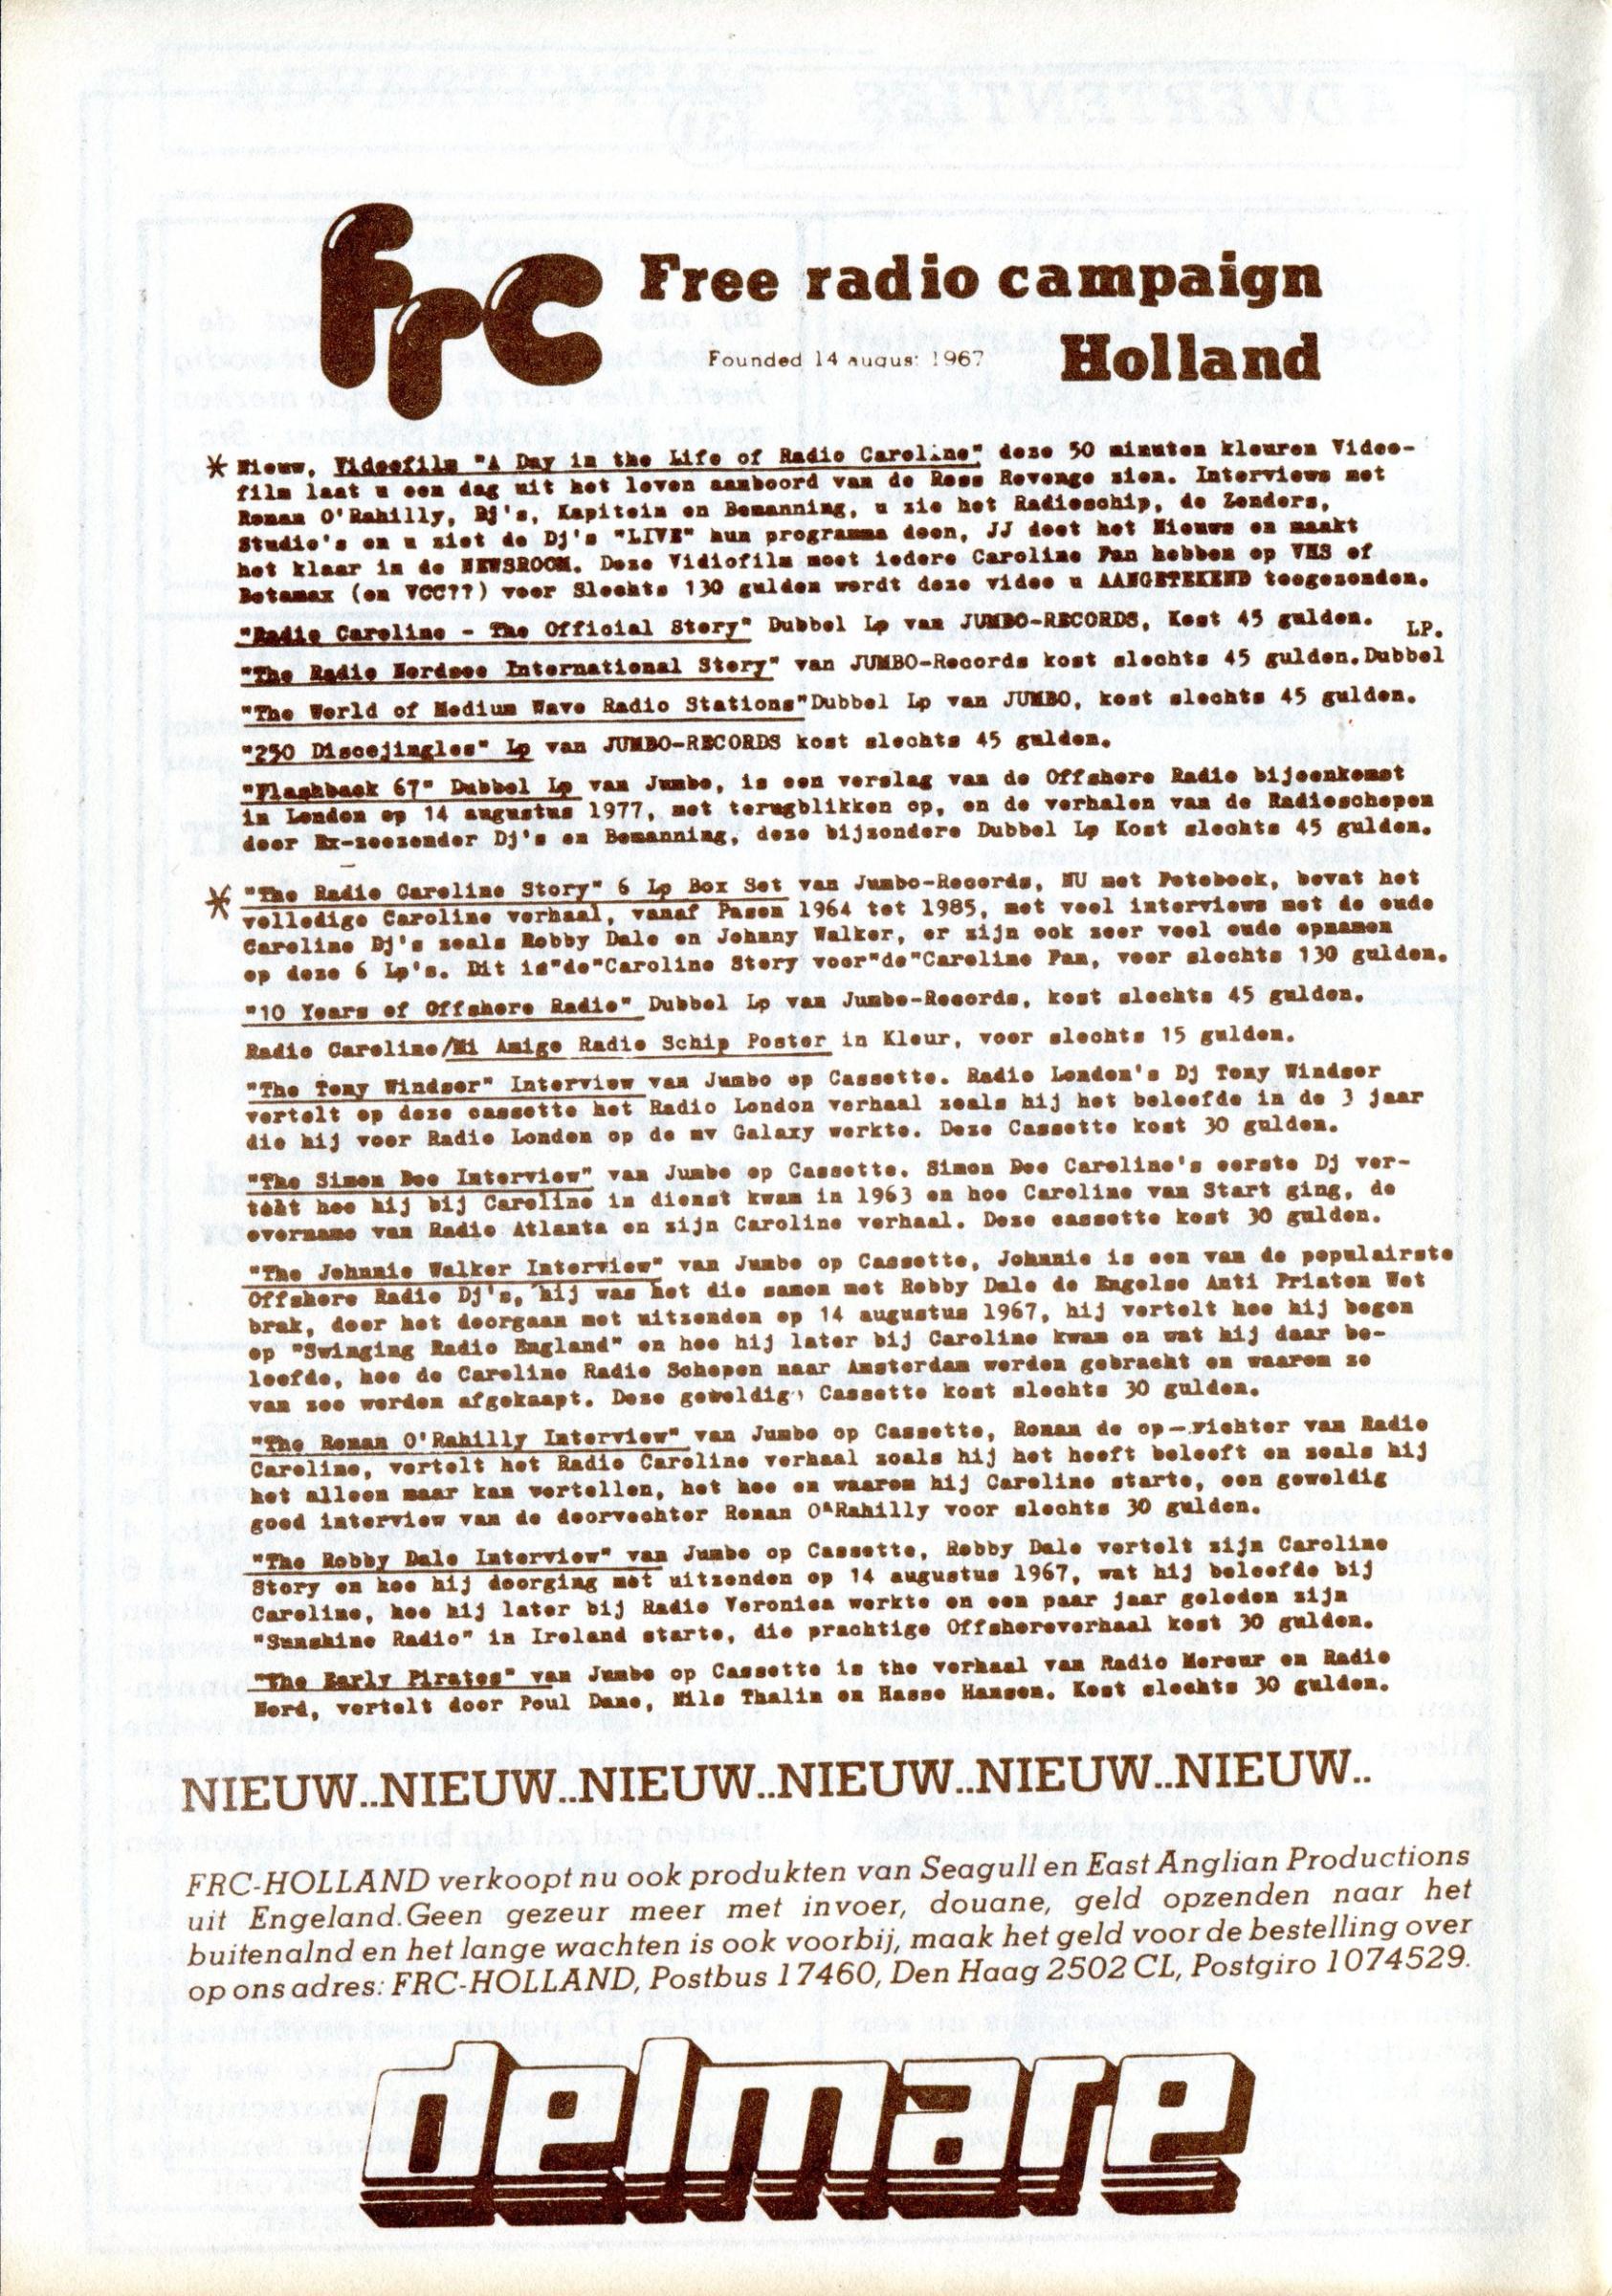 frc Free radio campaign
Founded 14 august 1967 Holland
* Nieuw, Videofilm "A Day in the Life of Radio Caroline" deze 50 minuten kleuren Video-
film laat u een dag uit het leven aanboord van de Ross Revenge zien. Interviews met
Ronan O'Rahilly, Dj's, Kapitein en Bemanning, u zie het Radioschip, de Zenders,
Studio's en u ziet de Dj's "LIVE" hun programma doen, JJ doet het Nieuws en maakt
het klaar in de NEWSROOM. Deze Vidiofilm moet iedere Caroline Fan hebben op VHS of
Betamax (en VCC??) voor Slechts 130 gulden wordt deze video u AANGETEKEND toegezonden.
"Radio Caroline - The Official Story" Dubbel Lp van JUMBO-RECORDS, Kost 45 gulden.
LP.
"The Radio Nordsee International Story" van JUMBO-Records kost slechts 45 gulden.Dubbel
"The World of Medium Wave Radio Stations"Dubbel Lp van JUMBO, kost slechts 45 gulden.
"250 Discojingles" Lp van JUMBO-RECORDS kost slechts 45 gulden.
"Flashback 67" Dubbel Lp van Jumbo, is een verslag van de Offshore Radio bijeenkomst
in London op 14 augustus 1977, met terugblikken op, en de verhalen van de Radioschepen
door Ex-zeezender Dj's en Bemanning, deze bijzondere Dubbel Lp Kost slechts 45 gulden.
* "The Radio Caroline Story" 6 Lp Box Set van Jumbo-Records, NU met Fotoboek, bevat het
volledige Caroline verhaal, vanaf Pasen 1964 tot 1985, met veel interviews met de oude
Caroline Dj's zoals Robby Dale en Johnny Walker, er zijn ook zeer veel oude opnamen
op deze 6 Lp's. Dit is"de"Caroline Story voor"de"Caroline Fan, voor slechts 130 gulden.
"10 Years of Offshore Radio" Dubbel Lp van Jumbo-Records, kost slechts 45 gulden.
Radio Caroline/Mi Amigo Radio Schip Poster in Kleur, voor slechts 15 gulden.
"The Tony Windsor" Interview van Jumbo op Cassette. Radio London's Dj Tony Windsor
vertelt op deze cassette het Radio London verhaal zoals hij het beleefde in de 3 jaar
die hij voor Radio London op de mv Galaxy werkte. Deze Cassette kost 30 gulden.
"The Simon Dee Interview" van Jumbo op Cassette. Simon Dee Caroline's eerste Dj ver-
telt hoe hij bij Caroline in dienst kwam in 1963 en hoe Caroline van Start ging, de
overname van Radio Atlanta en zijn Caroline verhaal. Deze cassette kost 30 gulden.
"The Johnnie Walker Interview" van Jumbo op Cassette, Johnnie is een van de populairste
Offshore Radio Dj's, hij was het die samen met Robby Dale de Engelse Anti Priaten Wet
brak, door het doorgaan met uitzenden op 14 augustus 1967, hij vertelt hoe hij begon
op "Swinging Radio England" en hoe hij later bij Caroline kwam en wat hij daar be-
leefde, hoe de Caroline Radio Schepen naar Amsterdam werden gebracht en waarom ze
van zee werden afgekaapt. Deze geweldige Cassette kost slechts 30 gulden.
"The Ronan O'Rahilly Interview" van Jumbo op Cassette, Ronan de op-richter van Radio
Caroline, vertelt het Radio Caroline verhaal zoals hij het heeft beleeft en zoals hij
het alleen maar kan vertellen, het hoe en waarom hij Caroline starte, een geweldig
goed interview van de doorvechter Ronan O'Rahilly voor slechts 30 gulden.
"The Robby Dale Interview" van Jumbo op Cassette, Robby Dale vertelt zijn Caroline
Story en hoe hij doorging met uitzenden op 14 augustus 1967, wat hij beleefde bij
Caroline, hoe hij later bij Radio Veronica werkte en een paar jaar geleden zijn
"Sunshine Radio" in Ireland starte, die prachtige Offshoreverhaal kost 30 gulden.
"The Early Pirates" van Jumbo op Cassette is the verhaal van Radio Mercur en Radio
Nord, vertelt door Poul Dane, Nils Thalin en Hasse Hansen. Kost slechts 30 gulden.
NIEUW..NIEUW..NIEUW..NIEUW..NIEUW..NIEUW..
FRC-HOLLAND verkoopt nu ook produkten van Seagull en East Anglian Productions
uit Engeland.Geen gezeur meer met invoer, douane, geld opzenden naar het
buitenalnd en het lange wachten is ook voorbij, maak het geld voor de bestelling over
op ons adres: FRC-HOLLAND, Postbus 17460, Den Haag 2502 CL, Postgiro 1074529.
delmare